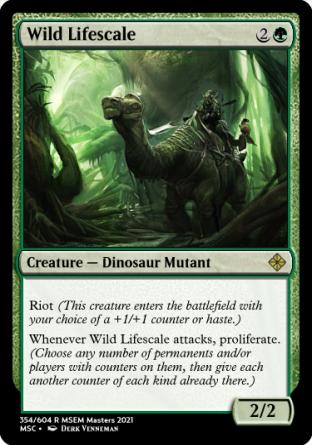 Wild Lifescale 2
Creature — Dinosaur Mutant
Riot (This creature enters the battlefield with
your choice of a +1/+1 counter or haste.)
Whenever Wild Lifescale attacks, proliferate.
(Choose any number of permanents and/or
players with counters on them, then give each
another counter of each kind already there.)
2/2
354/604 R MSEM Masters 2021
MSC • Derk Venneman